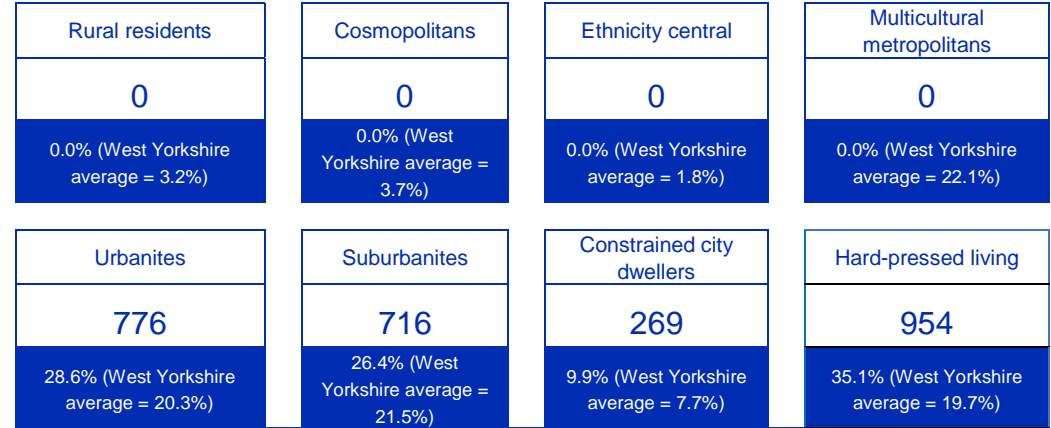 Rural residents
0
0.0% (West Yorkshire
average = 3.2%)
Cosmopolitans
0
0.0% (West
Yorkshire average =
3.7%)
Ethnicity central
0
0.0% (West Yorkshire
average = 1.8%)
Multicultural
metropolitans
0
0.0% (West Yorkshire
average = 22.1%)
Urbanites
776
28.6% (West Yorkshire
average = 20.3%)
Suburbanites
716
26.4% (West
Yorkshire average =
21.5%)
Constrained city
dwellers
269
9.9% (West Yorkshire
average = 7.7%)
Hard-pressed living
954
35.1% (West Yorkshire
average = 19.7%)